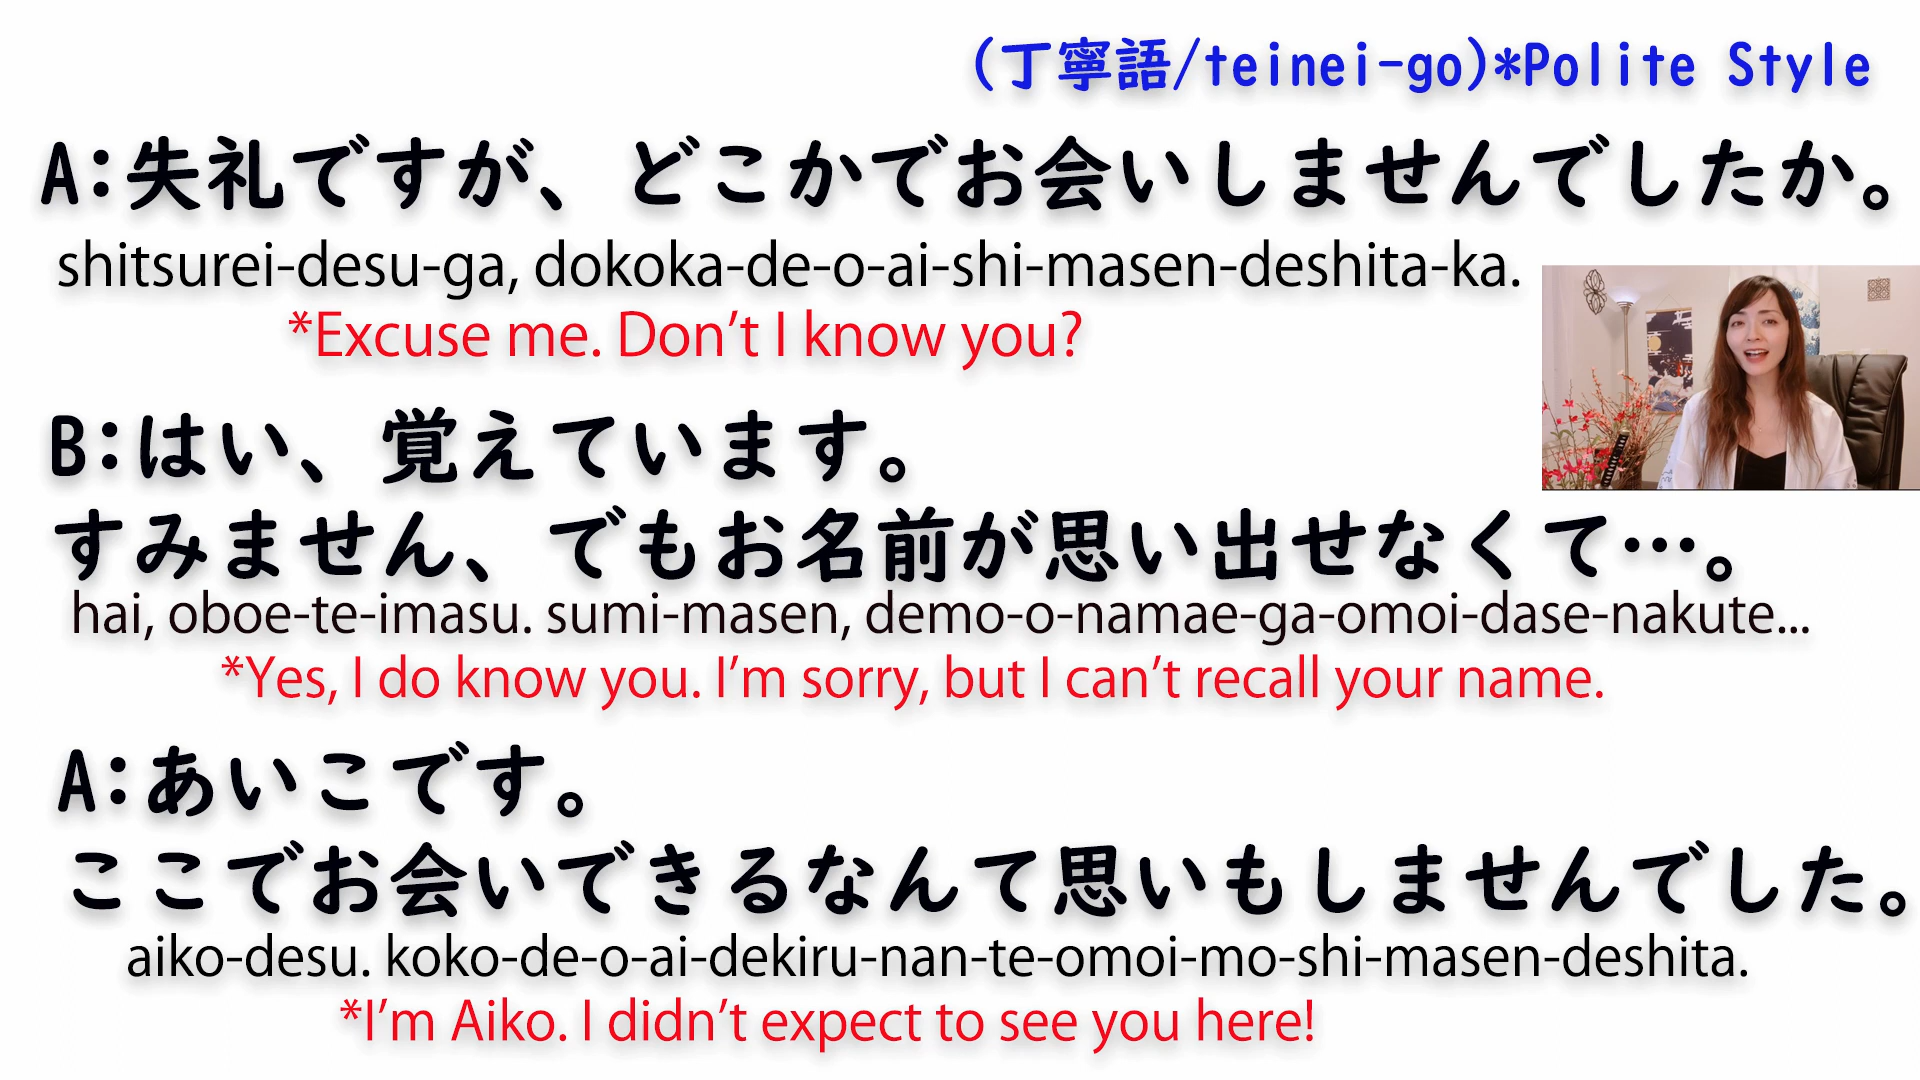 (丁寧語/teinei-go)*Polite Style
A:失礼ですが、どこかでお会いしませんでしたか。
shitsurei-desu-ga, dokoka-de-o-ai-shi-masen-deshita-ka.
*Excuse me. Don't I know you?
B:はい、覚えています。
すみません、でもお名前が思い出せなくて…。
hai, oboe-te-imasu. sumi-masen, demo-o-namae-ga-omoi-dase-nakute...
*Yes, I do know you. I'm sorry, but I can't recall your name.
A:あいこです。
ここでお会いできるなんて思いもしませんでした。
aiko-desu. koko-de-o-ai-dekiru-nan-te-omoi-mo-shi-masen-deshita.
*I'm Aiko. I didn't expect to see you here!